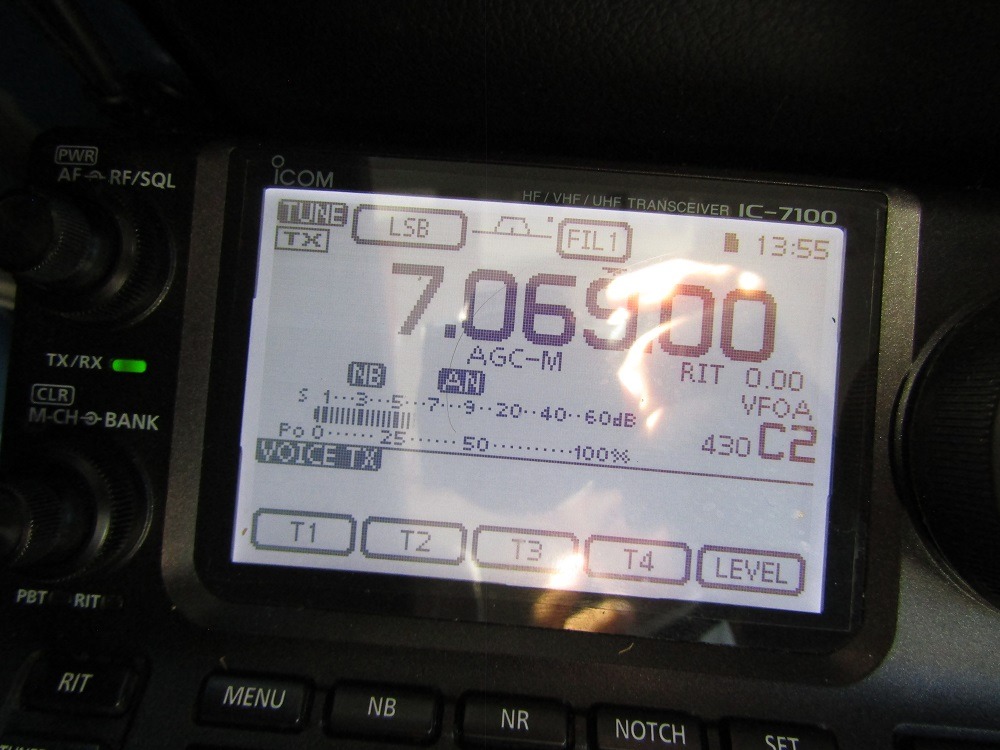 PWR
AF RF/SQL
ICOM
HF/VHF/UHF TRANSCEIVER IC-7100
TUNE LSB FIL1 13:55
TX
7.069.00
AGC-M
TX/RX
NB AN RIT 0.00
CLR
M-CH BANK
S 1 3 5 7 9 20 40 60dB VFOA
Po 0 25 50 100% 430 C2
VOICE TX
T1 T2 T3 T4 LEVEL
PBT RIT
RIT MENU NB NR NOTCH SET